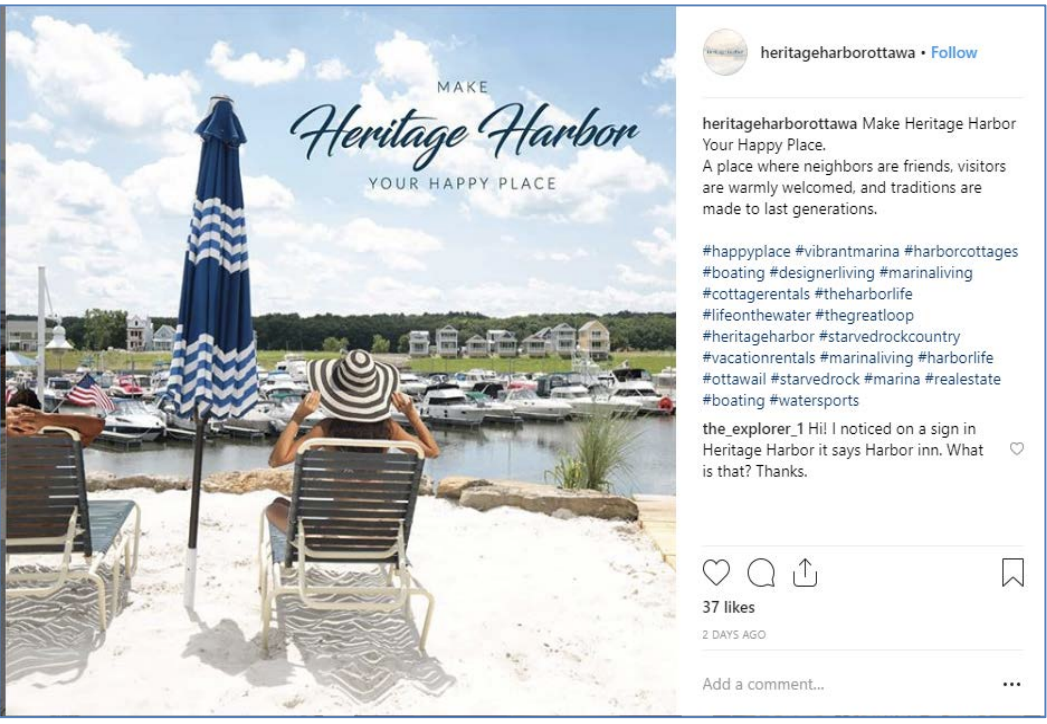 MAKE
Heritage Harbor
YOUR HAPPY PLACE
heritageharborottawa • Follow
heritageharborottawa Make Heritage Harbor
Your Happy Place.
A place where neighbors are friends, visitors
are warmly welcomed, and traditions are
made to last generations.
#happyplace #vibrantmarina #harborcottages
#boating #designerliving #marinaliving
#cottagerentals #theharborlife
#lifeonthewater #thegreatloop
#heritageharbor #starvedrockcountry
#vacationrentals #marinaliving #harborlife
#ottawail #starvedrock #marina #realestate
#boating #watersports
the_explorer_1 Hi! I noticed on a sign in
Heritage Harbor it says Harbor inn. What
is that? Thanks.
37 likes
2 DAYS AGO
Add a comment...